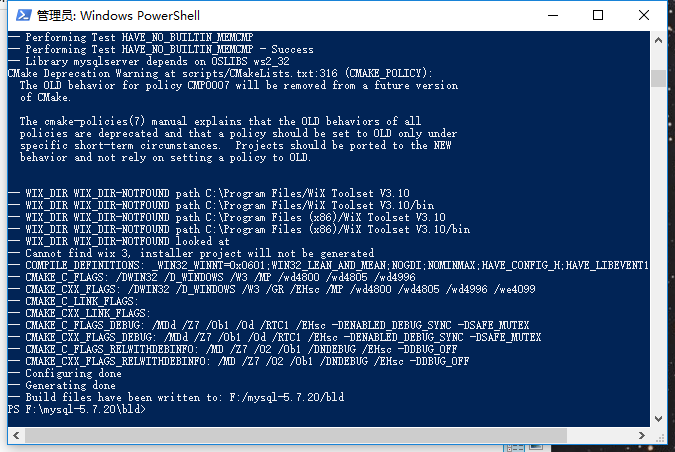 管理员: Windows PowerShell
-- Performing Test HAVE_NO_BUILTIN_MEMCMP
-- Performing Test HAVE_NO_BUILTIN_MEMCMP - Success
-- Library mysqlserver depends on OSLIBS ws2_32
CMake Deprecation Warning at scripts/CMakeLists.txt:316 (CMAKE_POLICY):
The OLD behavior for policy CMP0007 will be removed from a future version
of CMake.
The cmake-policies(7) manual explains that the OLD behaviors of all
policies are deprecated and that a policy should be set to OLD only under
specific short-term circumstances.  Projects should be ported to the NEW
behavior and not rely on setting a policy to OLD.
-- WIX_DIR WIX_DIR-NOTFOUND path C:\Program Files/WiX Toolset V3.10
-- WIX_DIR WIX_DIR-NOTFOUND path C:\Program Files/WiX Toolset V3.10/bin
-- WIX_DIR WIX_DIR-NOTFOUND path C:\Program Files (x86)/WiX Toolset V3.10
-- WIX_DIR WIX_DIR-NOTFOUND path C:\Program Files (x86)/WiX Toolset V3.10/bin
-- WIX_DIR WIX_DIR-NOTFOUND looked at
-- Cannot find wix 3, installer project will not be generated
-- COMPILE_DEFINITIONS: _WIN32_WINNT=0x0601;WIN32_LEAN_AND_MEAN;NOGDI;NOMINMAX;HAVE_CONFIG_H;HAVE_LIBEVENT1
-- CMAKE_C_FLAGS: /DWIN32 /D_WINDOWS /W3 /MP /wd4800 /wd4805 /wd4996
-- CMAKE_CXX_FLAGS: /DWIN32 /D_WINDOWS /W3 /GR /EHsc /MP /wd4800 /wd4805 /wd4996 /we4099
-- CMAKE_C_LINK_FLAGS:
-- CMAKE_CXX_LINK_FLAGS:
-- CMAKE_C_FLAGS_DEBUG: /MDd /Z7 /Ob1 /Od /RTC1 /EHsc -DENABLED_DEBUG_SYNC -DSAFE_MUTEX
-- CMAKE_CXX_FLAGS_DEBUG: /MDd /Z7 /Ob1 /Od /RTC1 /EHsc -DENABLED_DEBUG_SYNC -DSAFE_MUTEX
-- CMAKE_C_FLAGS_RELWITHDEBINFO: /MD /Z7 /O2 /Ob1 /DNDEBUG /EHsc -DDBUG_OFF
-- CMAKE_CXX_FLAGS_RELWITHDEBINFO: /MD /Z7 /O2 /Ob1 /DNDEBUG /EHsc -DDBUG_OFF
-- Configuring done
-- Generating done
-- Build files have been written to: F:/mysql-5.7.20/bld
PS F:\mysql-5.7.20\bld>